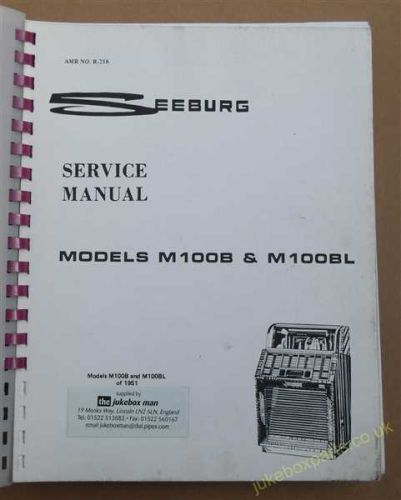 AMR NO. R-258
SEEBURG
SERVICE
MANUAL
MODELS M100B & M100BL
Models M100B and M100BL
of 1951
supplied by
the jukebox man
19 Monks Way, Lincoln LN2 5LN, England
Tel: 01522 513683 • Fax: 01522 560167
email jukeboxman@dial.pipex.com
jukeboxparts.co.uk